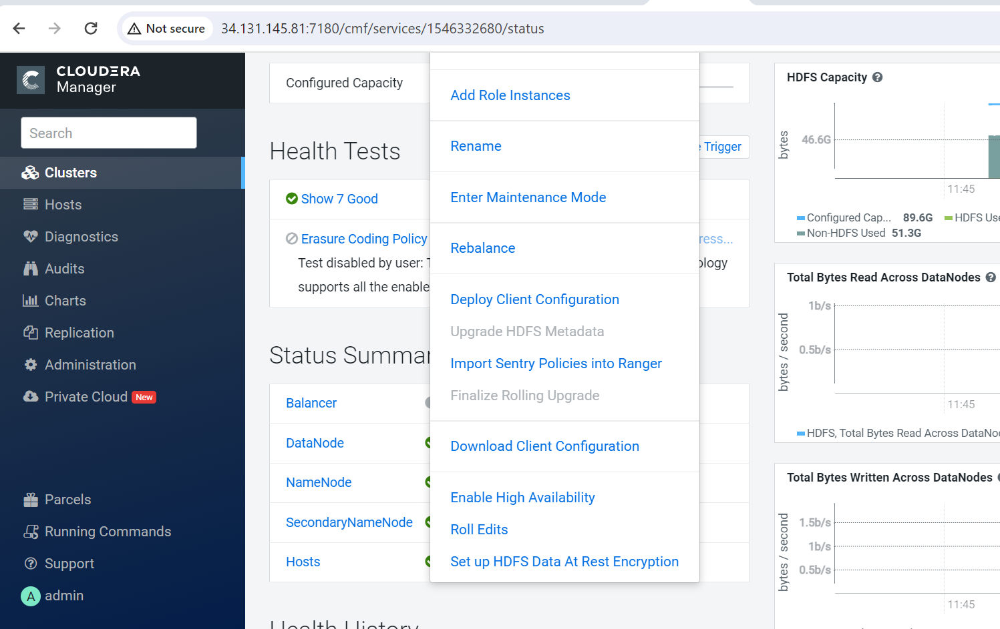 Not secure
34.131.145.81:7180/cmf/services/1546332680/status
CLOUDERA
Manager
Search
Clusters
Hosts
Diagnostics
Audits
Charts
Replication
Administration
Private Cloud New
Parcels
Running Commands
Support
A admin
Configured Capacity
Health Tests
Trigger
Show 7 Good
Erasure Coding Policy
ress...
Test disabled by user:
ology
supports all the enable
Status Summar
Balancer
DataNode
NameNode
SecondaryNameNode
Hosts
Health History
Add Role Instances
Rename
Enter Maintenance Mode
Rebalance
Deploy Client Configuration
Upgrade HDFS Metadata
Import Sentry Policies into Ranger
Finalize Rolling Upgrade
Download Client Configuration
Enable High Availability
Roll Edits
Set up HDFS Data At Rest Encryption
HDFS Capacity
bytes
46.6G
11:45
Configured Cap... 89.6G HDFS Use
Non-HDFS Used 51.3G
Total Bytes Read Across DataNodes
bytes / second
1b/s
0.5b/s
11:45
HDFS, Total Bytes Read Across DataNo
Total Bytes Written Across DataNodes
bytes / second
1.5b/s
1b/s
0.5b/s
11:45